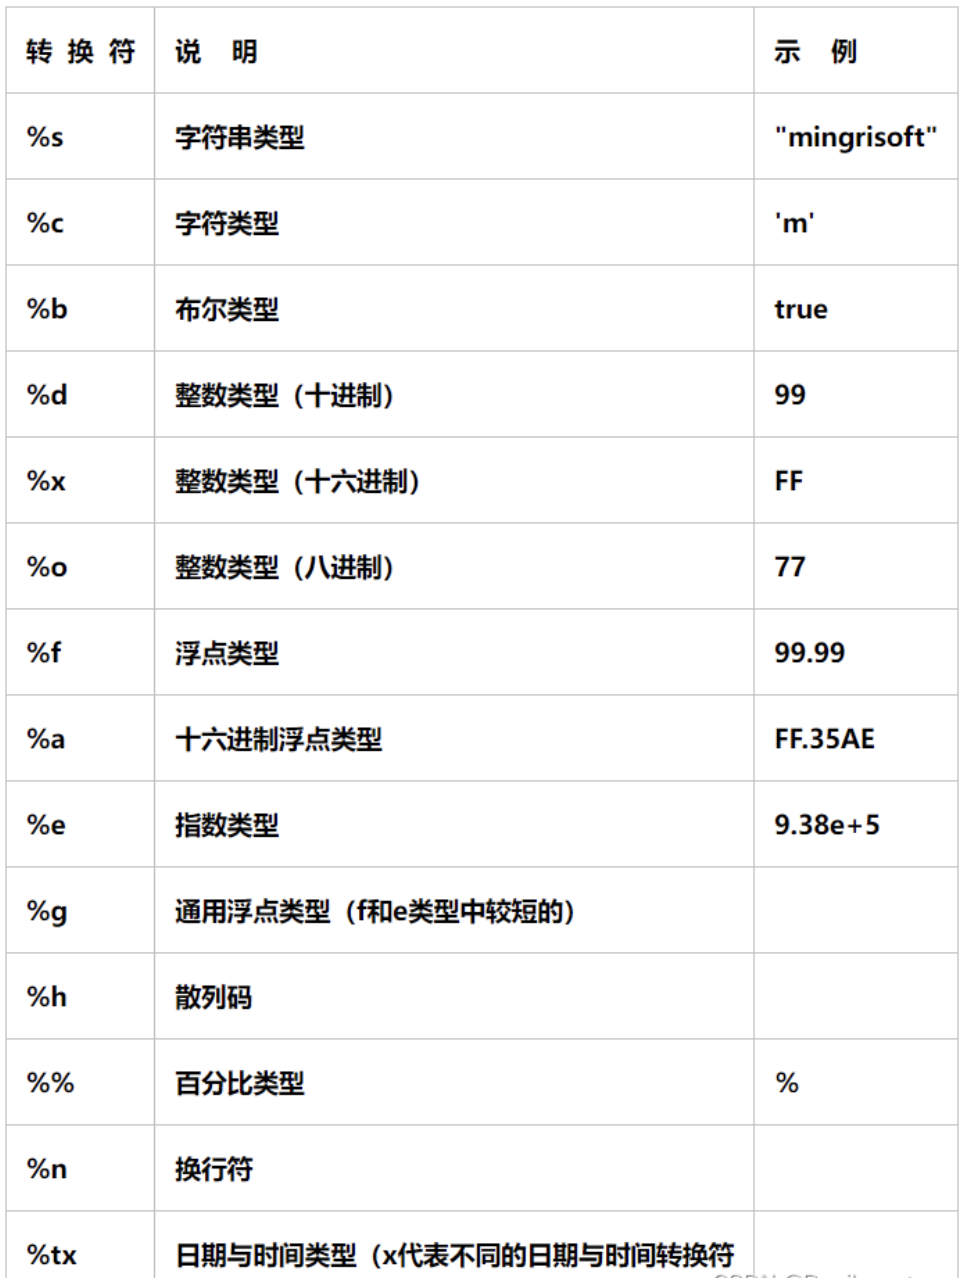 转 换 符 说 明 示 例
%s 字符串类型 "mingrisoft"
%c 字符类型 'm'
%b 布尔类型 true
%d 整数类型（十进制） 99
%x 整数类型（十六进制） FF
%o 整数类型（八进制） 77
%f 浮点类型 99.99
%a 十六进制浮点类型 FF.35AE
%e 指数类型 9.38e+5
%g 通用浮点类型（f和e类型中较短的）
%h 散列码
%% 百分比类型 %
%n 换行符
%tx 日期与时间类型（x代表不同的日期与时间转换符